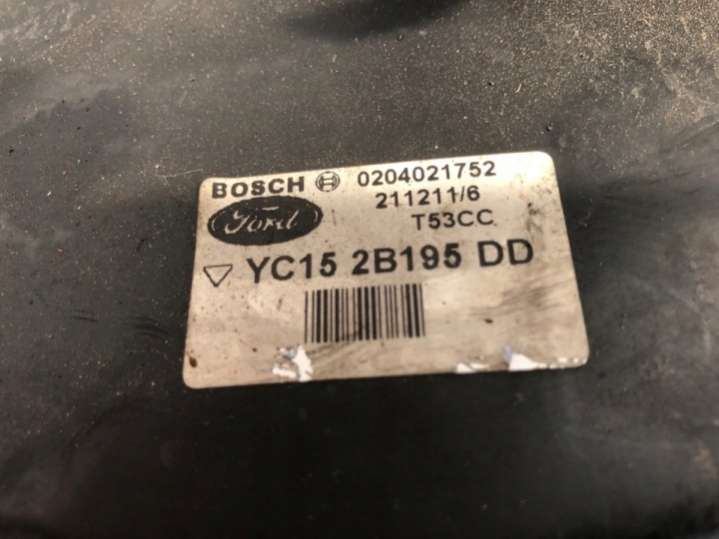 BOSCH 0204021752
211211/6
Ford T53CC
YC15 2B195 DD